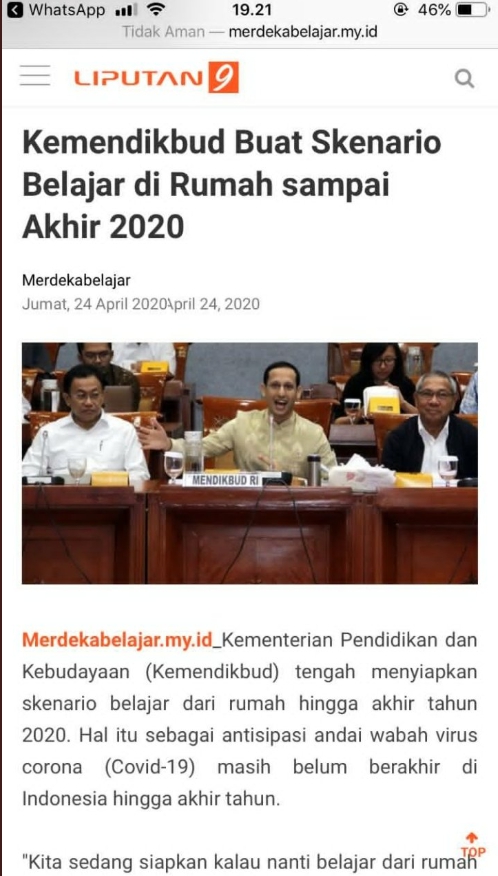 WhatsApp 19.21 46%
Tidak Aman — merdekabelajar.my.id
LIPUTAN 9
Kemendikbud Buat Skenario
Belajar di Rumah sampai
Akhir 2020
Merdekabelajar
Jumat, 24 April 2020April 24, 2020
MENDIKBUD RI
Merdekabelajar.my.id_Kementerian Pendidikan dan
Kebudayaan (Kemendikbud) tengah menyiapkan
skenario belajar dari rumah hingga akhir tahun
2020. Hal itu sebagai antisipasi andai wabah virus
corona (Covid-19) masih belum berakhir di
Indonesia hingga akhir tahun.
TOP
"Kita sedang siapkan kalau nanti belajar dari rumah